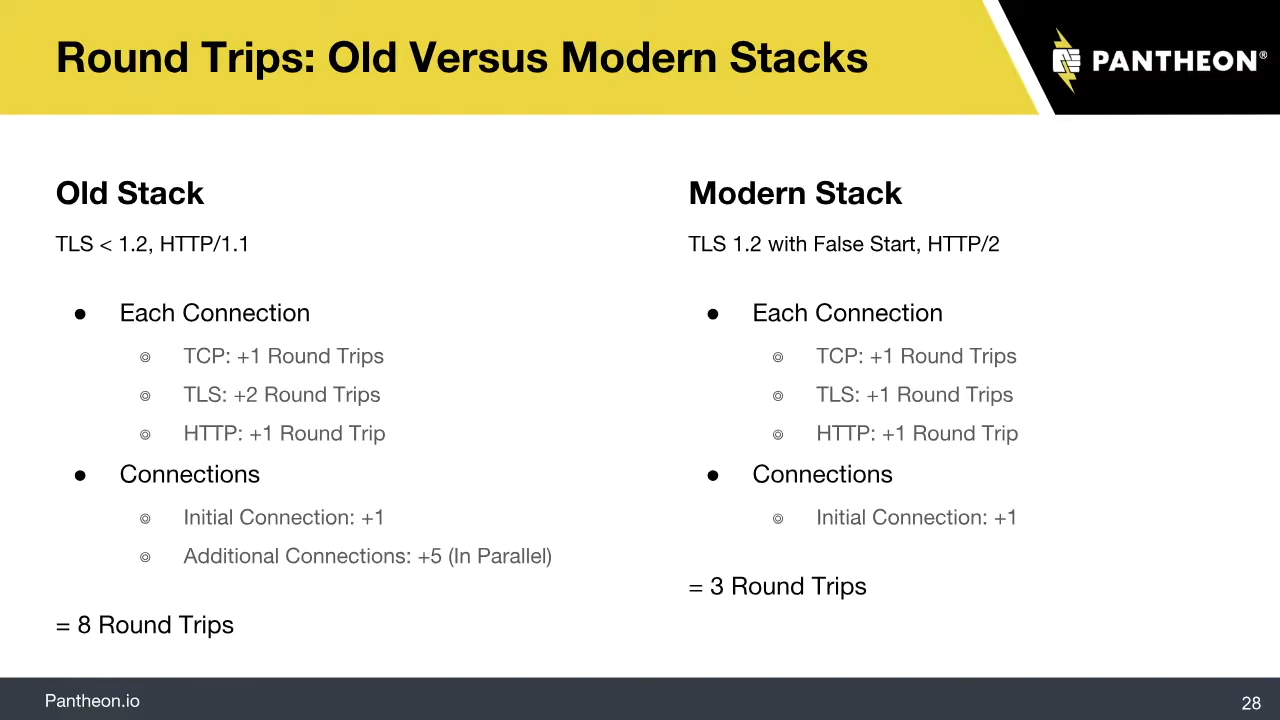 Round Trips: Old Versus Modern Stacks
PANTHEON®
Old Stack
TLS < 1.2, HTTP/1.1
● Each Connection
◎ TCP: +1 Round Trips
◎ TLS: +2 Round Trips
◎ HTTP: +1 Round Trip
● Connections
◎ Initial Connection: +1
◎ Additional Connections: +5 (In Parallel)
= 8 Round Trips
Modern Stack
TLS 1.2 with False Start, HTTP/2
● Each Connection
◎ TCP: +1 Round Trips
◎ TLS: +1 Round Trips
◎ HTTP: +1 Round Trip
● Connections
◎ Initial Connection: +1
= 3 Round Trips
Pantheon.io
28